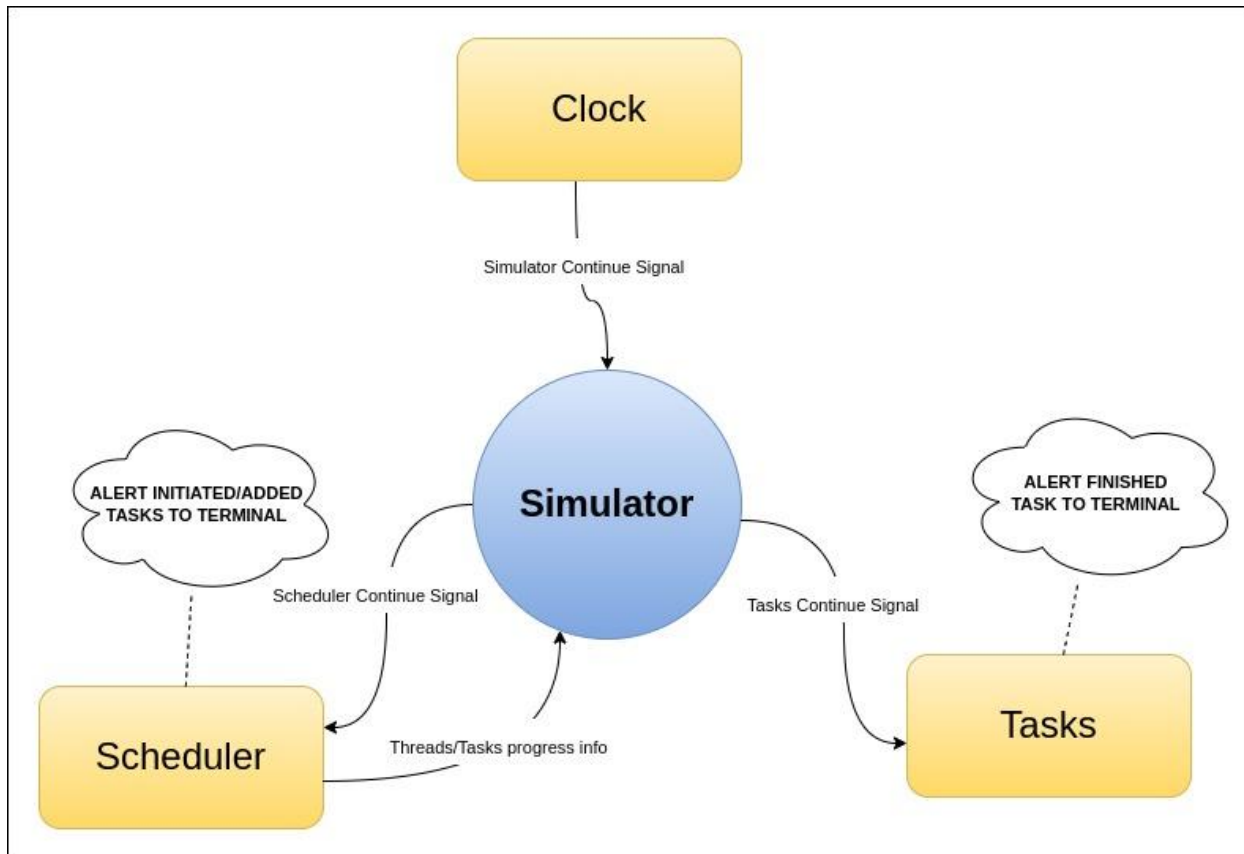 Clock
Simulator Continue Signal
ALERT INITIATED/ADDED
TASKS TO TERMINAL
ALERT FINISHED
TASK TO TERMINAL
Simulator
Scheduler Continue Signal
Tasks Continue Signal
Scheduler
Threads/Tasks progress info
Tasks